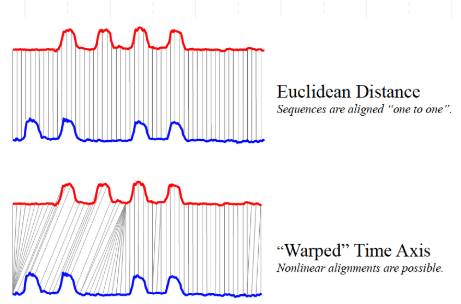 Euclidean Distance
Sequences are aligned “one to one”.
“Warped” Time Axis
Nonlinear alignments are possible.